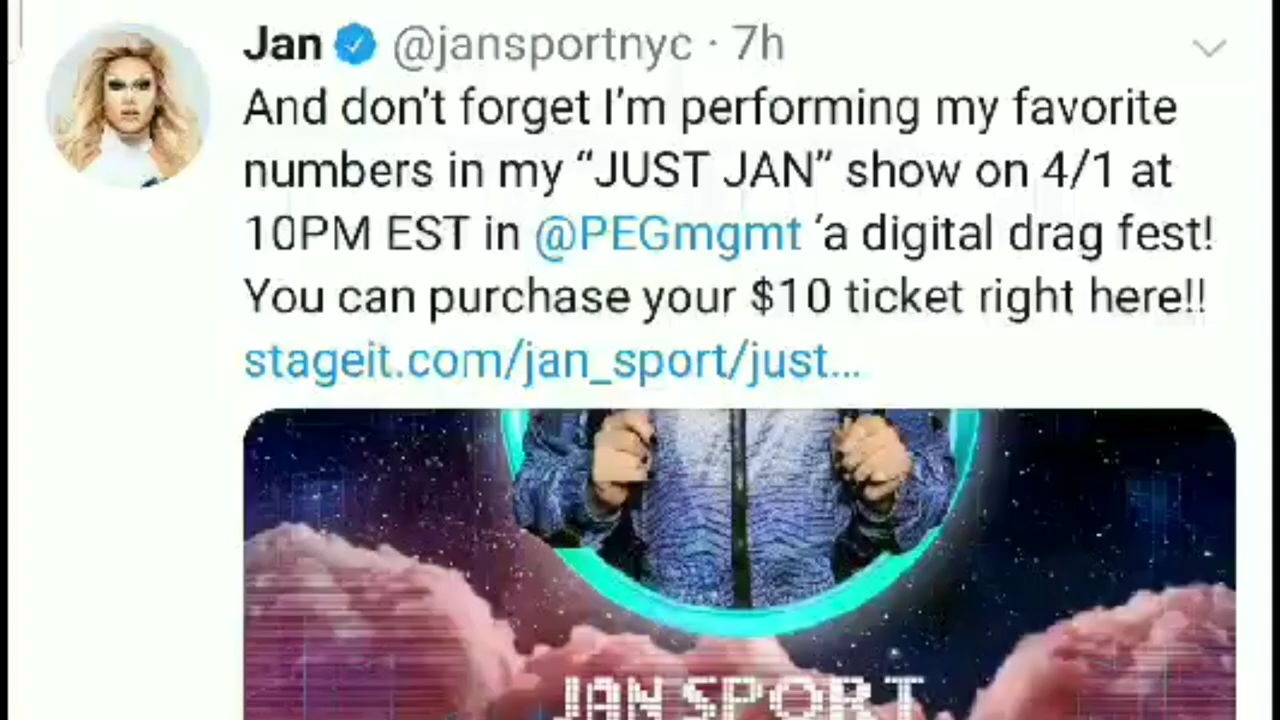 Jan @jansportnyc · 7h
And don't forget I'm performing my favorite
numbers in my “JUST JAN” show on 4/1 at
10PM EST in @PEGmgmt ‘a digital drag fest!
You can purchase your $10 ticket right here!!
stageit.com/jan_sport/just...
JAN SPORT